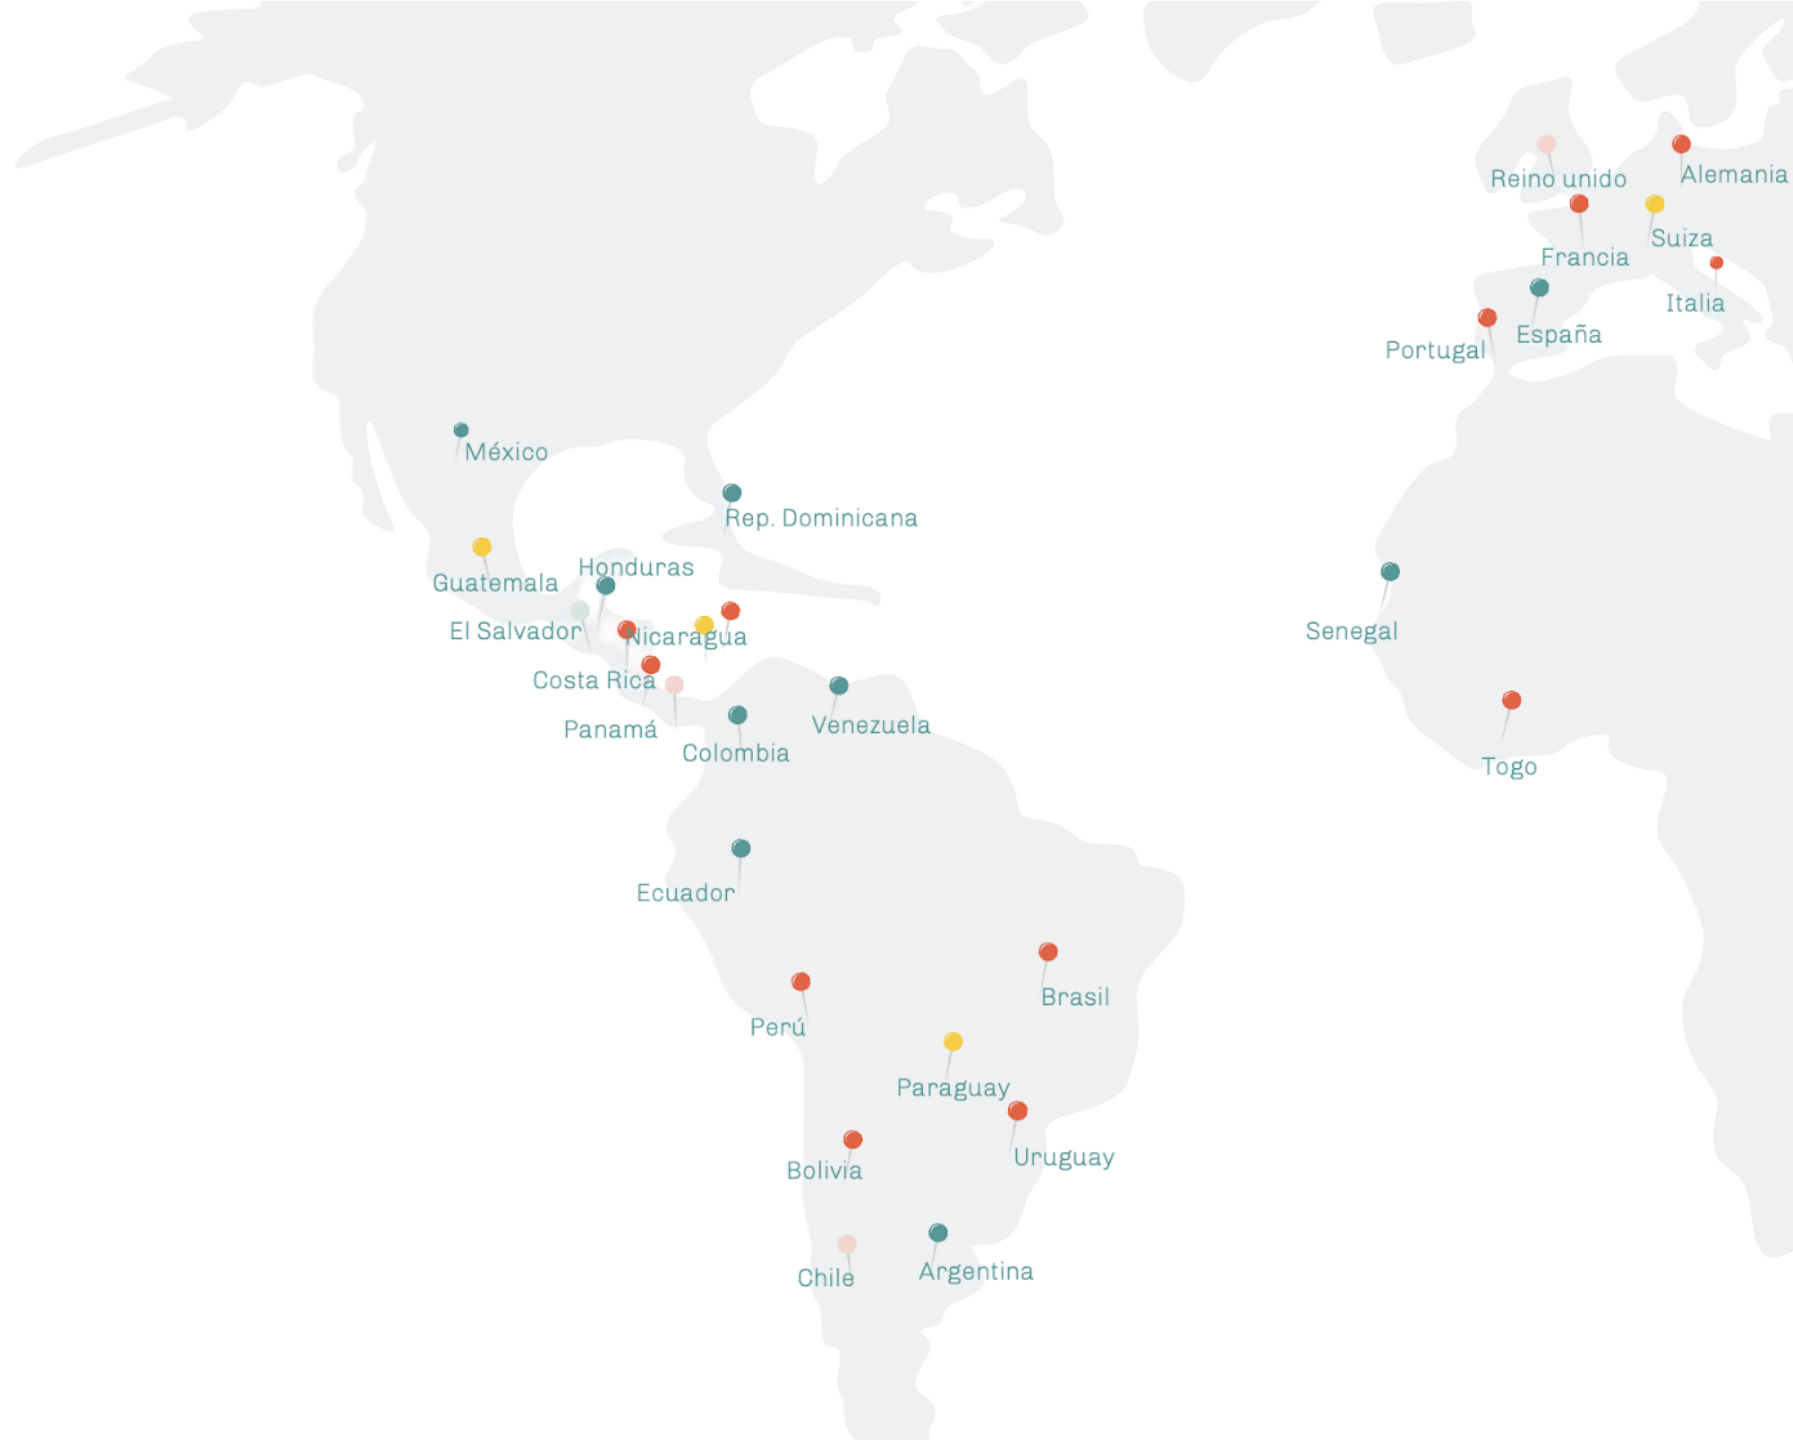 Reino unido
Alemania
Suiza
Francia
Italia
España
Portugal
México
Rep. Dominicana
Honduras
Guatemala
El Salvador
Nicaragua
Senegal
Costa Rica
Panamá
Venezuela
Colombia
Togo
Ecuador
Brasil
Perú
Paraguay
Uruguay
Bolivia
Argentina
Chile